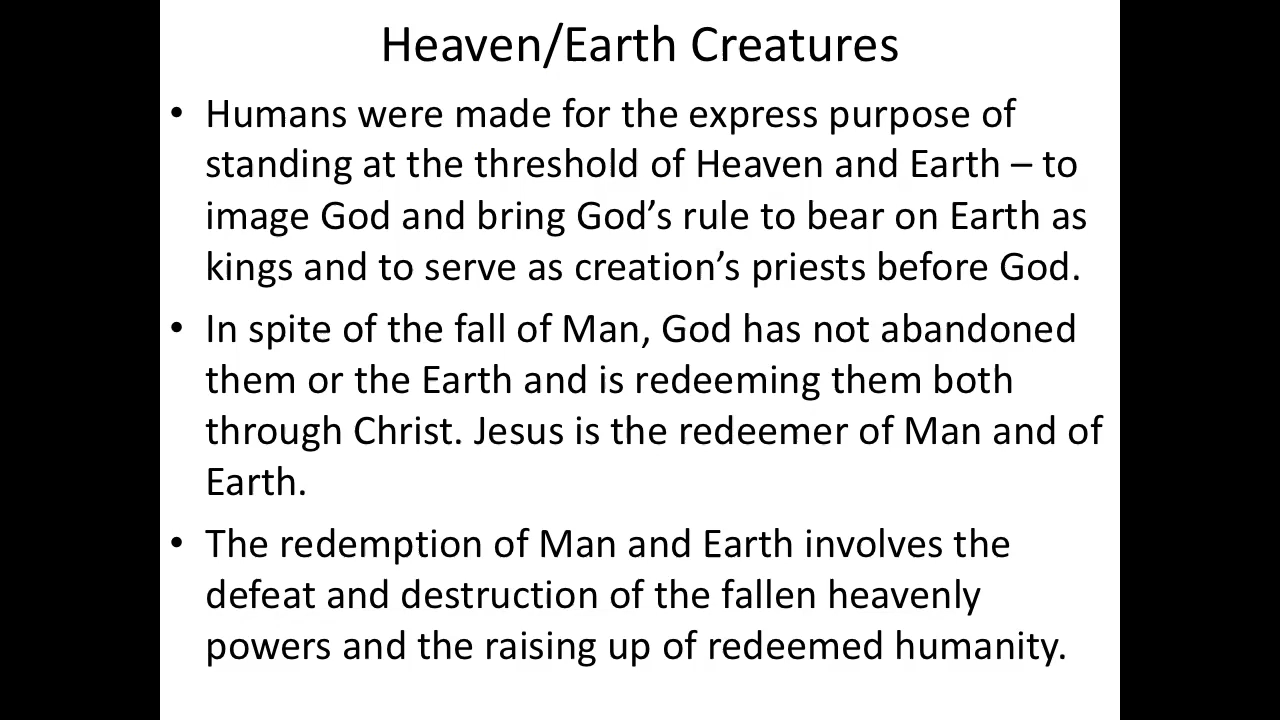 Heaven/Earth Creatures
• Humans were made for the express purpose of
standing at the threshold of Heaven and Earth – to
image God and bring God’s rule to bear on Earth as
kings and to serve as creation’s priests before God.
• In spite of the fall of Man, God has not abandoned
them or the Earth and is redeeming them both
through Christ. Jesus is the redeemer of Man and of
Earth.
• The redemption of Man and Earth involves the
defeat and destruction of the fallen heavenly
powers and the raising up of redeemed humanity.